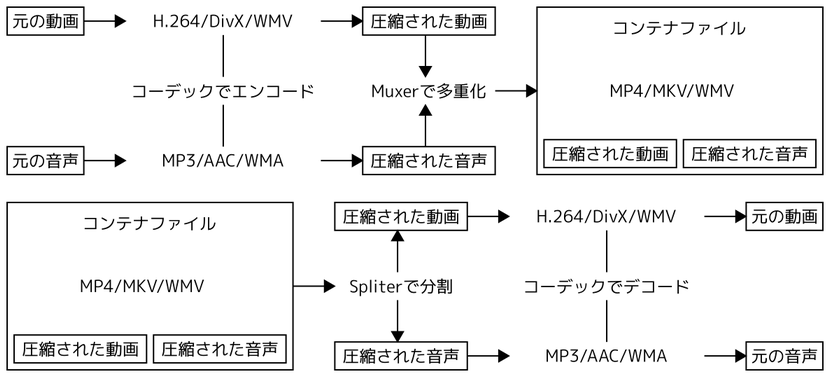 元の動画
H.264/DivX/WMV
圧縮された動画
コーデックでエンコード
Muxerで多重化
元の音声
MP3/AAC/WMA
圧縮された音声
コンテナファイル
MP4/MKV/WMV
圧縮された動画
圧縮された音声
コンテナファイル
MP4/MKV/WMV
圧縮された動画
圧縮された音声
圧縮された動画
H.264/DivX/WMV
元の動画
Spliterで分割
コーデックでデコード
圧縮された音声
MP3/AAC/WMA
元の音声